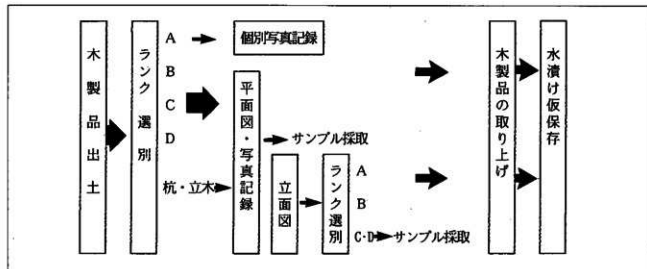 木製品出土
ランク選別
A
B
C
D
杭・立木
個別写真記録
平面図・写真記録
サンプル採取
立面図
ランク選別
A
B
C・D
サンプル採取
木製品の取り上げ
水漬け仮保存